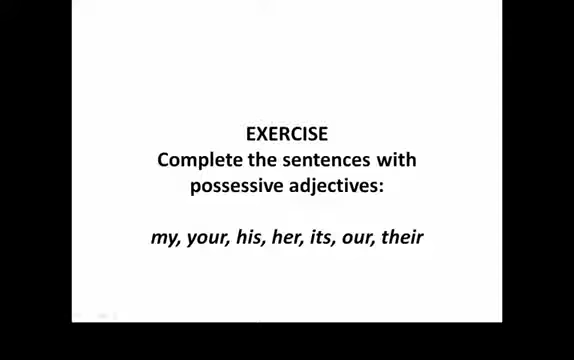 EXERCISE
Complete the sentences with
possessive adjectives:
my, your, his, her, its, our, their